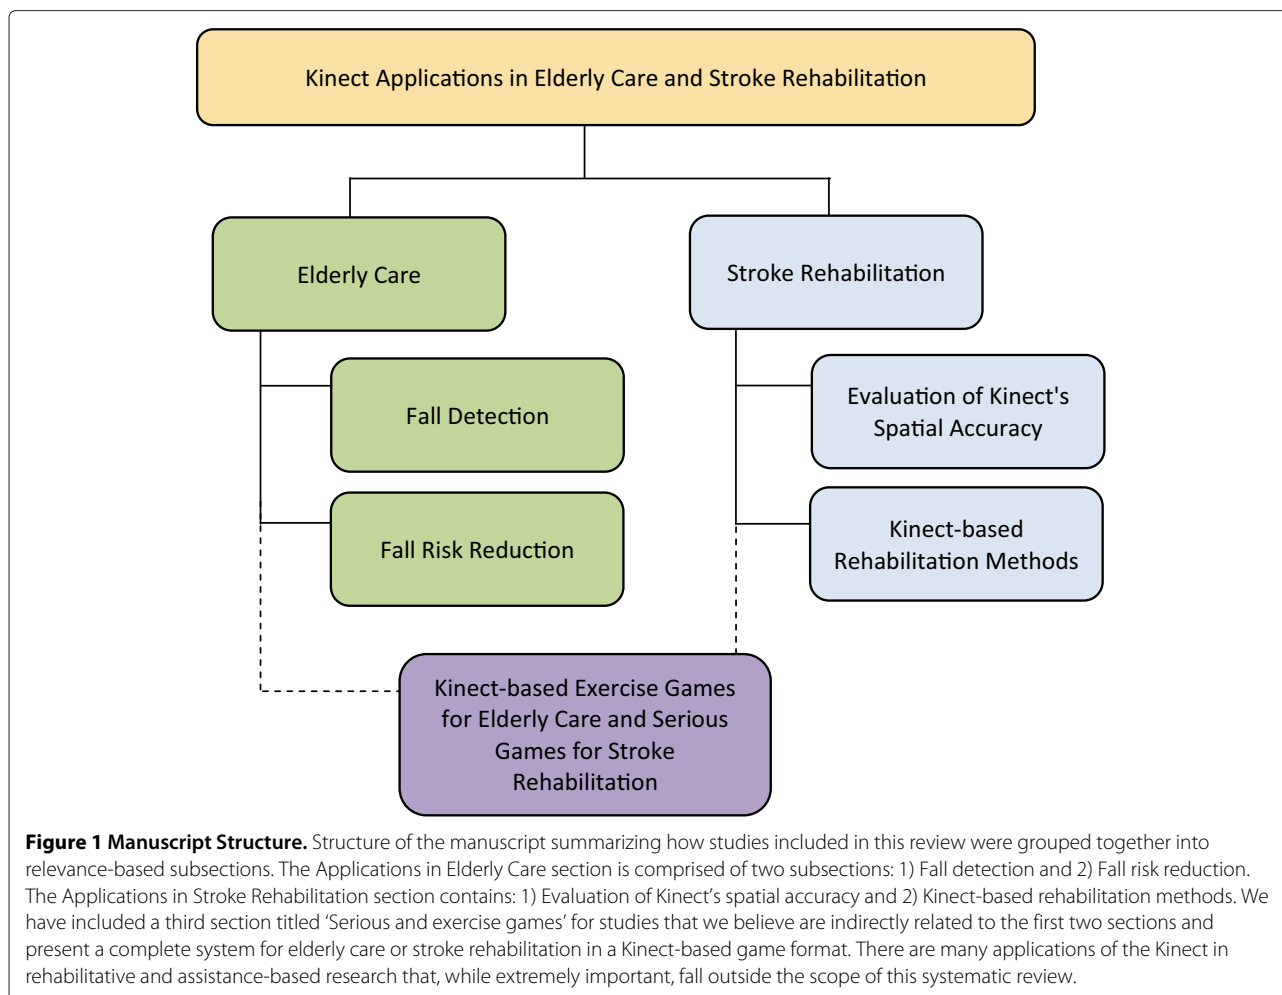 Kinect Applications in Elderly Care and Stroke Rehabilitation
Elderly Care
Stroke Rehabilitation
Fall Detection
Evaluation of Kinect's
Spatial Accuracy
Fall Risk Reduction
Kinect-based
Rehabilitation Methods
Kinect-based Exercise Games
for Elderly Care and Serious
Games for Stroke
Rehabilitation
Figure 1 Manuscript Structure. Structure of the manuscript summarizing how studies included in this review were grouped together into
relevance-based subsections. The Applications in Elderly Care section is comprised of two subsections: 1) Fall detection and 2) Fall risk reduction.
The Applications in Stroke Rehabilitation section contains: 1) Evaluation of Kinect’s spatial accuracy and 2) Kinect-based rehabilitation methods. We
have included a third section titled ‘Serious and exercise games’ for studies that we believe are indirectly related to the first two sections and
present a complete system for elderly care or stroke rehabilitation in a Kinect-based game format. There are many applications of the Kinect in
rehabilitative and assistance-based research that, while extremely important, fall outside the scope of this systematic review.